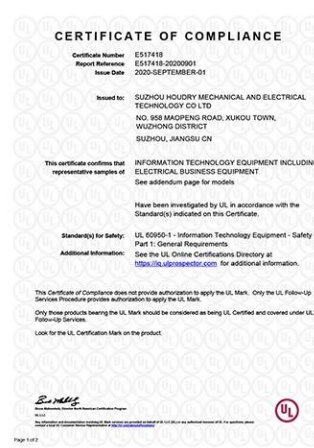 CERTIFICATE OF COMPLIANCE
Certificate Number E517418
Report Reference E517418-20200901
Issue Date 2020-SEPTEMBER-01
Issued to: SUZHOU HOUDRY MECHANICAL AND ELECTRICAL
TECHNOLOGY CO LTD
NO. 958 MAOPENG ROAD, XUKOU TOWN,
WUZHONG DISTRICT
SUZHOU, JIANGSU CN
This certificate confirms that INFORMATION TECHNOLOGY EQUIPMENT INCLUDIN
representative samples of ELECTRICAL BUSINESS EQUIPMENT
See addendum page for models
Have been investigated by UL in accordance with the
Standard(s) indicated on this Certificate.
Standard(s) for Safety: UL 60950-1 - Information Technology Equipment - Safety
Part 1: General Requirements
Additional Information: See the UL Online Certifications Directory at
https://iq.ulprospector.com for additional information.
This Certificate of Compliance does not provide authorization to apply the UL Mark. Only the UL Follow-Up
Services Procedure provides authorization to apply the UL Mark.
Only those products bearing the UL Mark should be considered as being UL Certified and covered under UL
Follow-Up Services.
Look for the UL Certification Mark on the product.
UL
Page 1 of 2